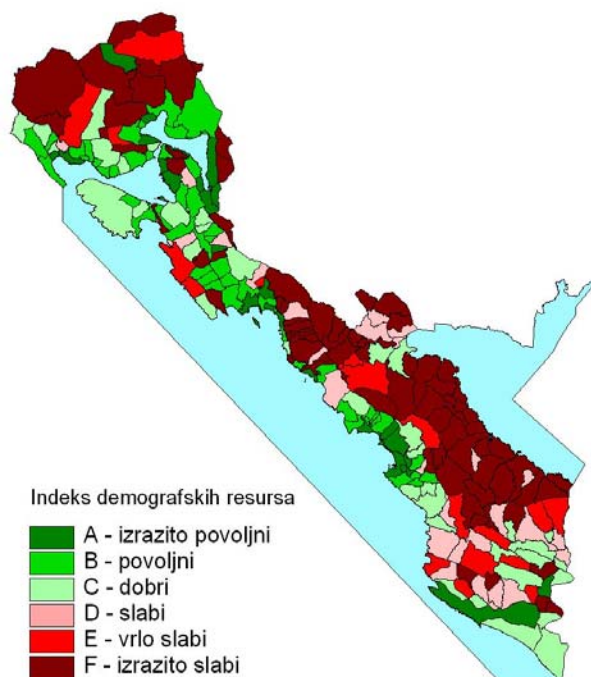 Indeks demografskih resursa
A - izrazito povoljni
B - povoljni
C - dobri
D - slabi
E - vrlo slabi
F - izrazito slabi